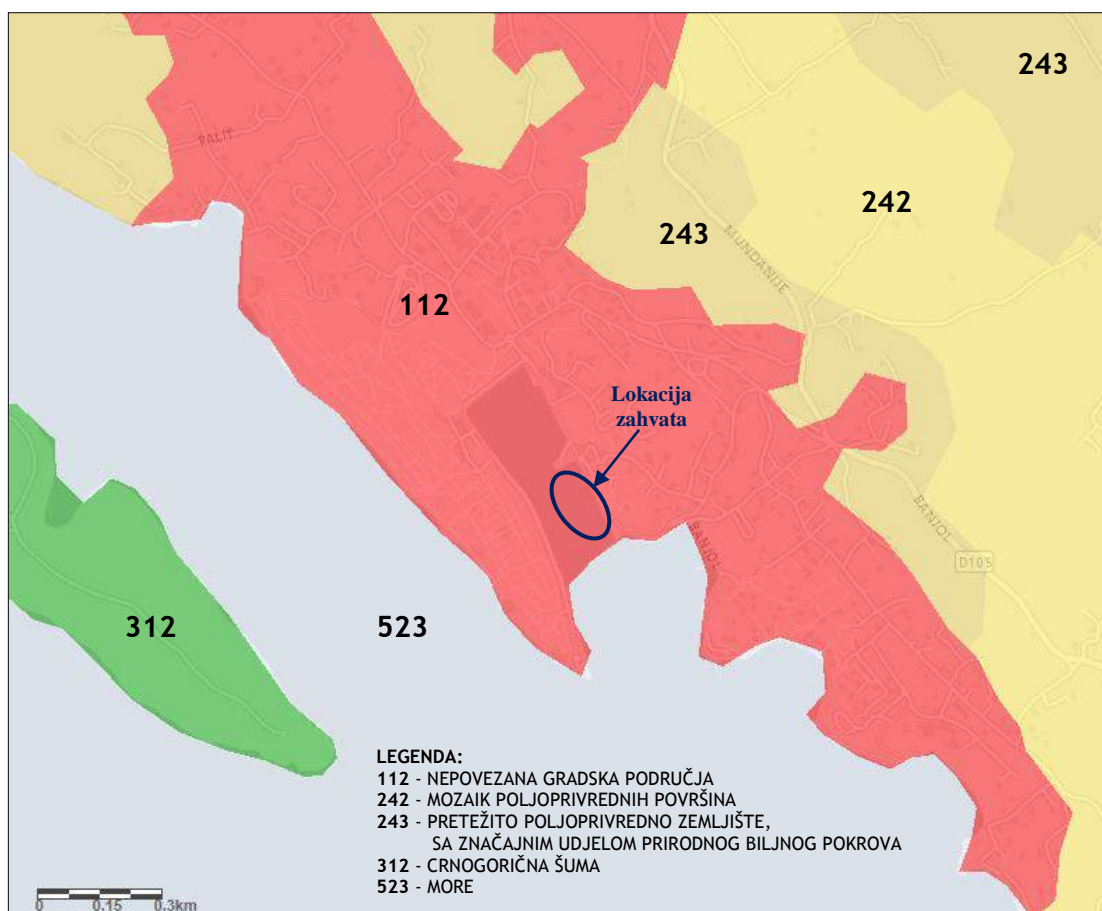 243
PALIT
242
243
MUNDANIJE
112
Lokacija
zahvata
BANJOL
BANJOL
D105
312
523
LEGENDA:
112 - NEPOVEZANA GRADSKA PODRUČJA
242 - MOZAIK POLJOPRIVREDNIH POVRŠINA
243 - PRETEŽITO POLJOPRIVREDNO ZEMLJIŠTE,
SA ZNAČAJNIM UDJELOM PRIRODNOG BILJNOG POKROVA
312 - CRNOGORIČNA ŠUMA
523 - MORE
0 0.15 0.3km